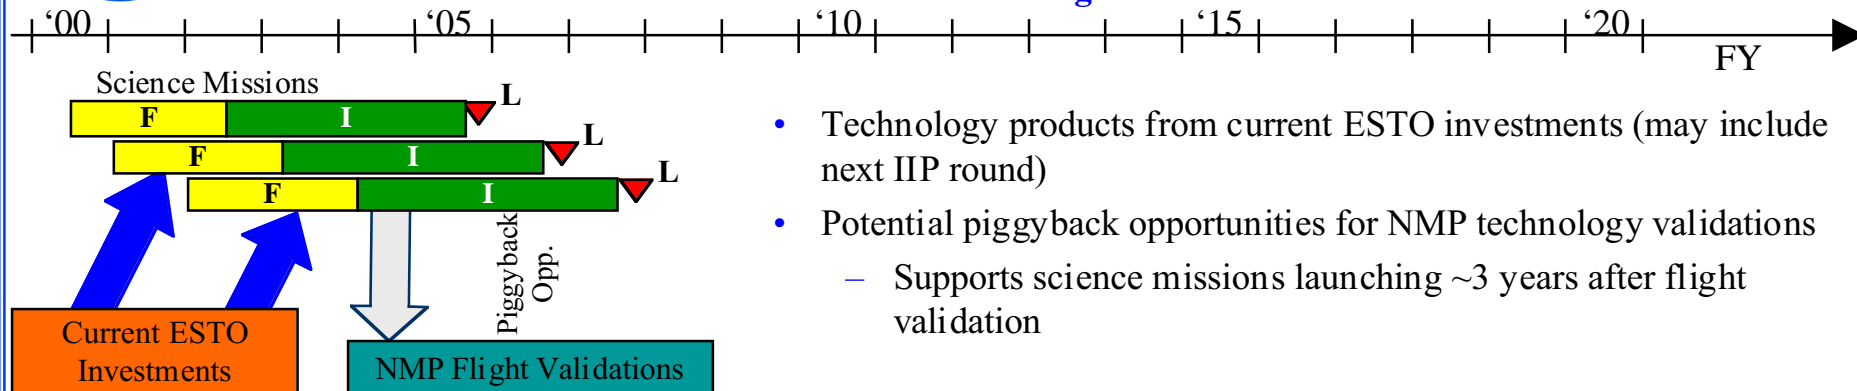 ‘00 ‘05 ‘10 ‘15 ‘20
FY
Science Missions
F I L
F I L
F I L
Piggyback
Opp.
Current ESTO
Investments
NMP Flight Validations
• Technology products from current ESTO investments (may include
next IIP round)
• Potential piggyback opportunities for NMP technology validations
– Supports science missions launching ~3 years after flight
validation